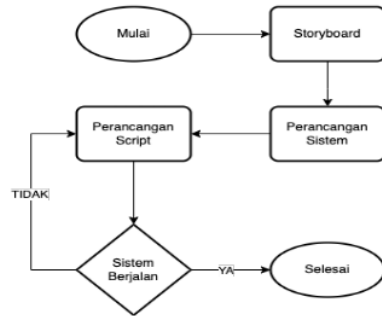 Mulai
Storyboard
Perancangan
Script
Perancangan
Sistem
TIDAK
Sistem
Berjalan
YA
Selesai